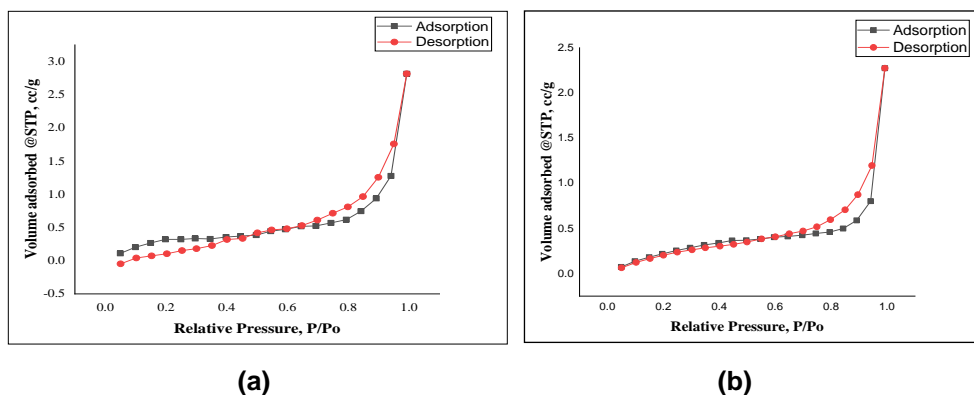 Adsorption
Desorption
Volume adsorbed @STP, cc/g
3.0
2.5
2.0
1.5
1.0
0.5
0.0
-0.5
0.0 0.2 0.4 0.6 0.8 1.0
Relative Pressure, P/Po
(a)
Adsorption
Desorption
Volume adsorbed @STP, cc/g
2.5
2.0
1.5
1.0
0.5
0.0
0.0 0.2 0.4 0.6 0.8 1.0
Relative Pressure, P/Po
(b)